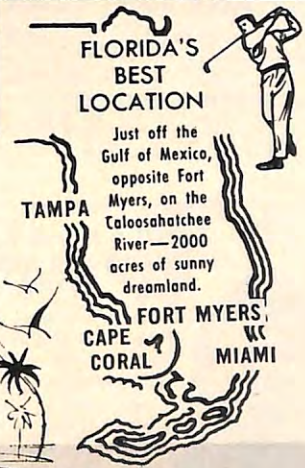 FLORIDA'S
BEST
LOCATION
Just off the
Gulf of Mexico,
opposite Fort
Myers, on the
Caloosahatchee
River—2000
acres of sunny
dreamland.
TAMPA
FORT MYERS
CAPE
CORAL
MIAMI